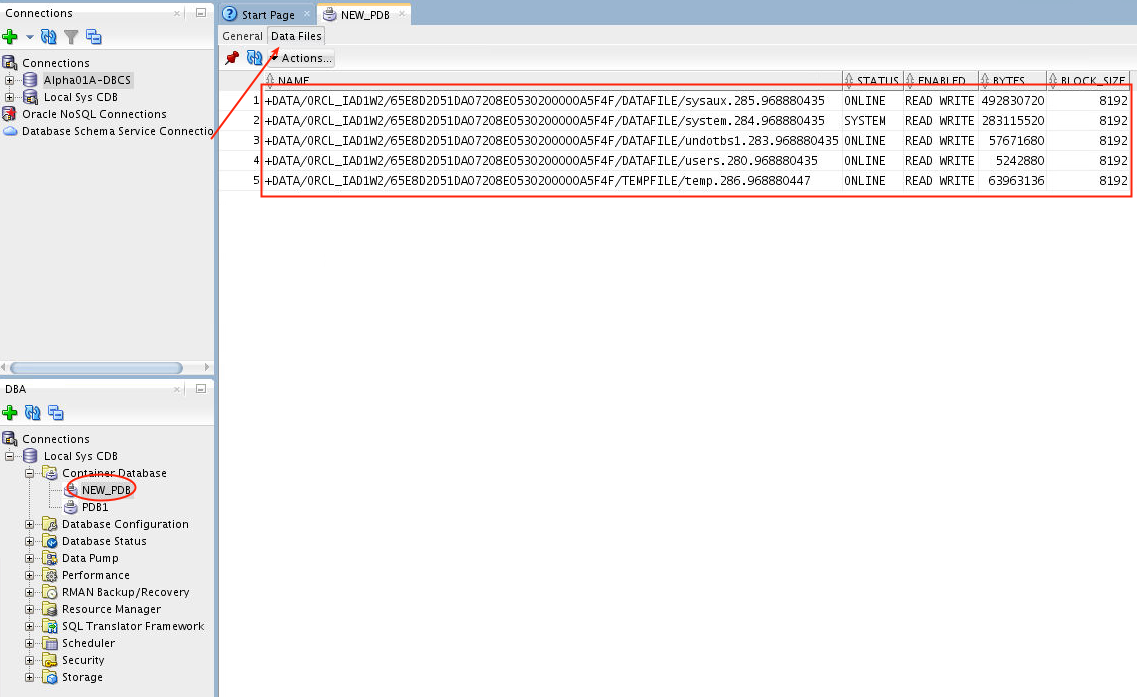 Connections
Connections
Alpha01A-DBCS
Local Sys CDB
Oracle NoSQL Connections
Database Schema Service Connectio
DBA
Connections
Local Sys CDB
Container Database
NEW_PDB
PDB1
Database Configuration
Database Status
Data Pump
Performance
RMAN Backup/Recovery
Resource Manager
SQL Translator Framework
Scheduler
Security
Storage
Start Page NEW_PDB
General Data Files
Actions...
NAME STATUS ENABLED BYTES BLOCK_SIZE
1 +DATA/ORCL_IAD1W2/65E8D2D51DA07208E0530200000A5F4F/DATAFILE/sysaux.285.968880435 ONLINE READ WRITE 492830720 8192
2 +DATA/ORCL_IAD1W2/65E8D2D51DA07208E0530200000A5F4F/DATAFILE/system.284.968880435 SYSTEM READ WRITE 283115520 8192
3 +DATA/ORCL_IAD1W2/65E8D2D51DA07208E0530200000A5F4F/DATAFILE/undotbs1.283.968880435 ONLINE READ WRITE 57671680 8192
4 +DATA/ORCL_IAD1W2/65E8D2D51DA07208E0530200000A5F4F/DATAFILE/users.280.968880435 ONLINE READ WRITE 5242880 8192
5 +DATA/ORCL_IAD1W2/65E8D2D51DA07208E0530200000A5F4F/TEMPFILE/temp.286.968880447 ONLINE READ WRITE 63963136 8192